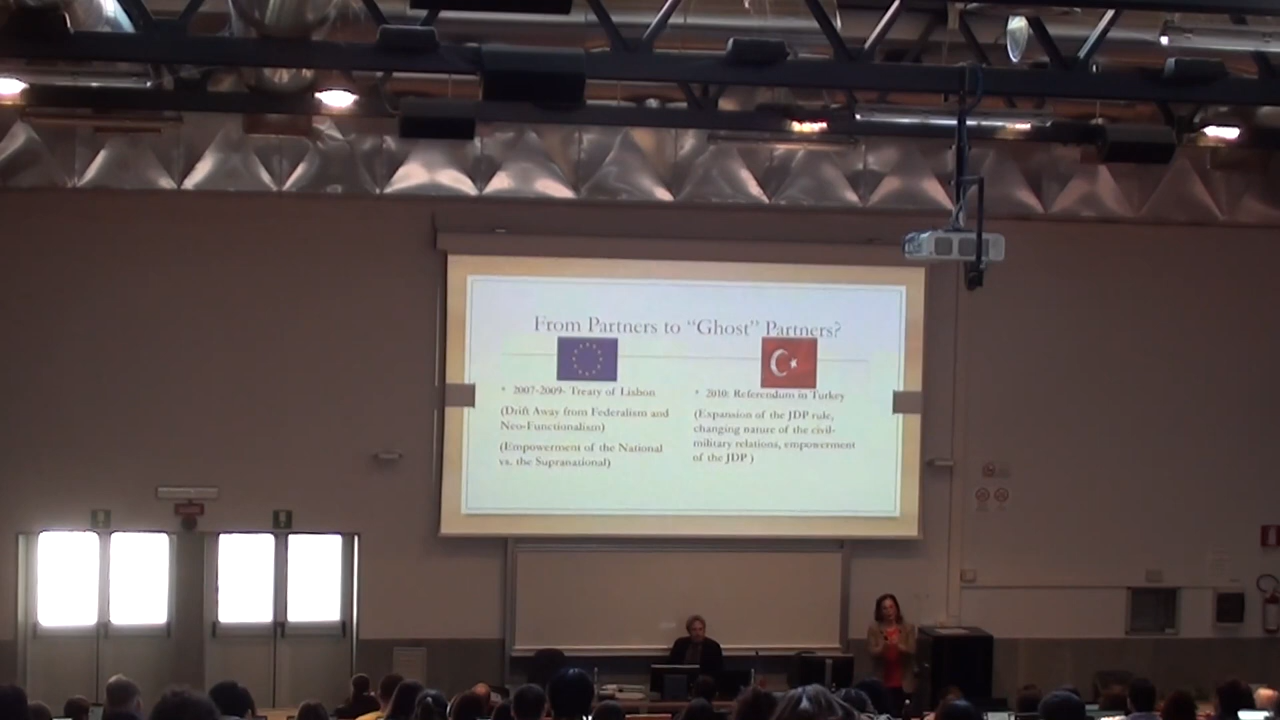 From Partners to “Ghost” Partners?
• 2007-2009- Treaty of Lisbon
(Drift Away from Federalism and
Neo-Functionalism)
(Empowerment of the National
vs. the Supranational)
• 2010: Referendum in Turkey
(Expansion of the JDP rule,
changing nature of the civil-
military relations, empowerment
of the JDP )